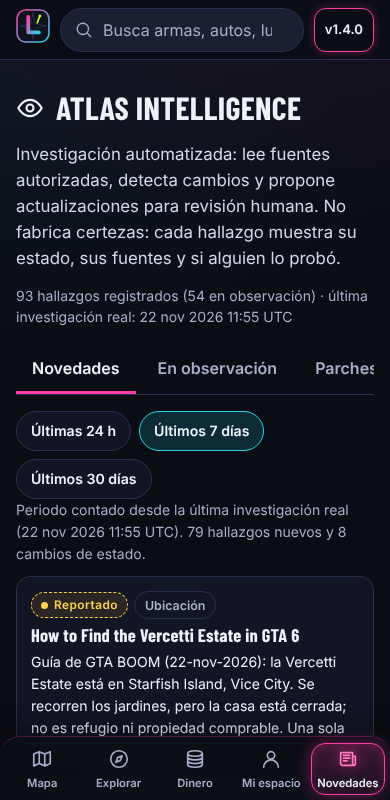 Busca armas, autos, lu
v1.4.0
ATLAS INTELLIGENCE
Investigación automatizada: lee fuentes
autorizadas, detecta cambios y propone
actualizaciones para revisión humana. No
fabrica certezas: cada hallazgo muestra su
estado, sus fuentes y si alguien lo probó.
93 hallazgos registrados (54 en observación) · última
investigación real: 22 nov 2026 11:55 UTC
Novedades En observación Parches
Últimas 24 h Últimos 7 días
Últimos 30 días
Periodo contado desde la última investigación real
(22 nov 2026 11:55 UTC). 79 hallazgos nuevos y 8
cambios de estado.
Reportado Ubicación
How to Find the Vercetti Estate in GTA 6
Guía de GTA BOOM (22-nov-2026): la Vercetti
Estate está en Starfish Island, Vice City. Se
recorren los jardines, pero la casa está cerrada;
no es refugio ni propiedad comprable. Una sola
Mapa Explorar Dinero Mi espacio Novedades